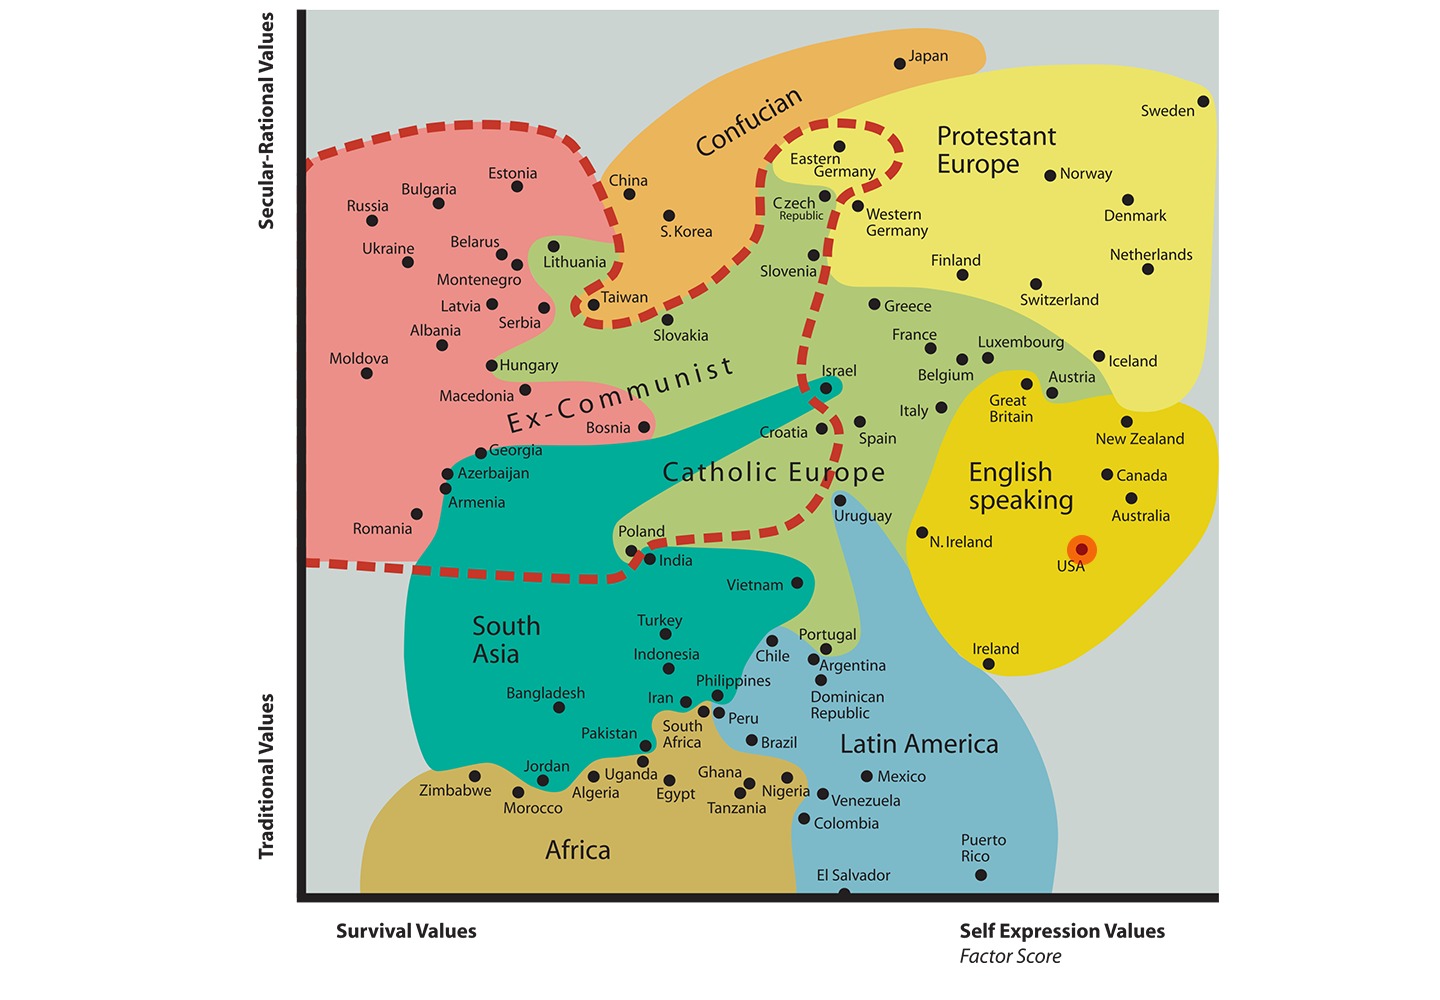 Secular-Rational Values
Traditional Values
Japan
Confucian
Sweden
Protestant
Europe
Eastern
Germany
Norway
Estonia
China
Bulgaria
Czech
Republic
Denmark
Russia
Western
Germany
S. Korea
Belarus
Ukraine
Lithuania
Slovenia
Finland
Netherlands
Montenegro
Taiwan
Switzerland
Latvia
Serbia
Greece
Albania
Slovakia
France
Luxembourg
Moldova
Hungary
Israel
Belgium
Iceland
Ex-Communist
Austria
Macedonia
Great
Britain
Italy
Bosnia
Croatia
Spain
New Zealand
Georgia
Azerbaijan
Catholic Europe
English
speaking
Canada
Armenia
Uruguay
Australia
Romania
Poland
N. Ireland
India
USA
Vietnam
South
Asia
Turkey
Portugal
Indonesia
Chile
Argentina
Ireland
Philippines
Bangladesh
Iran
Dominican
Republic
Peru
South
Africa
Pakistan
Brazil
Latin America
Jordan
Uganda
Ghana
Mexico
Zimbabwe
Algeria
Egypt
Nigeria
Morocco
Tanzania
Venezuela
Colombia
Africa
Puerto
Rico
El Salvador
Survival Values
Self Expression Values
Factor Score